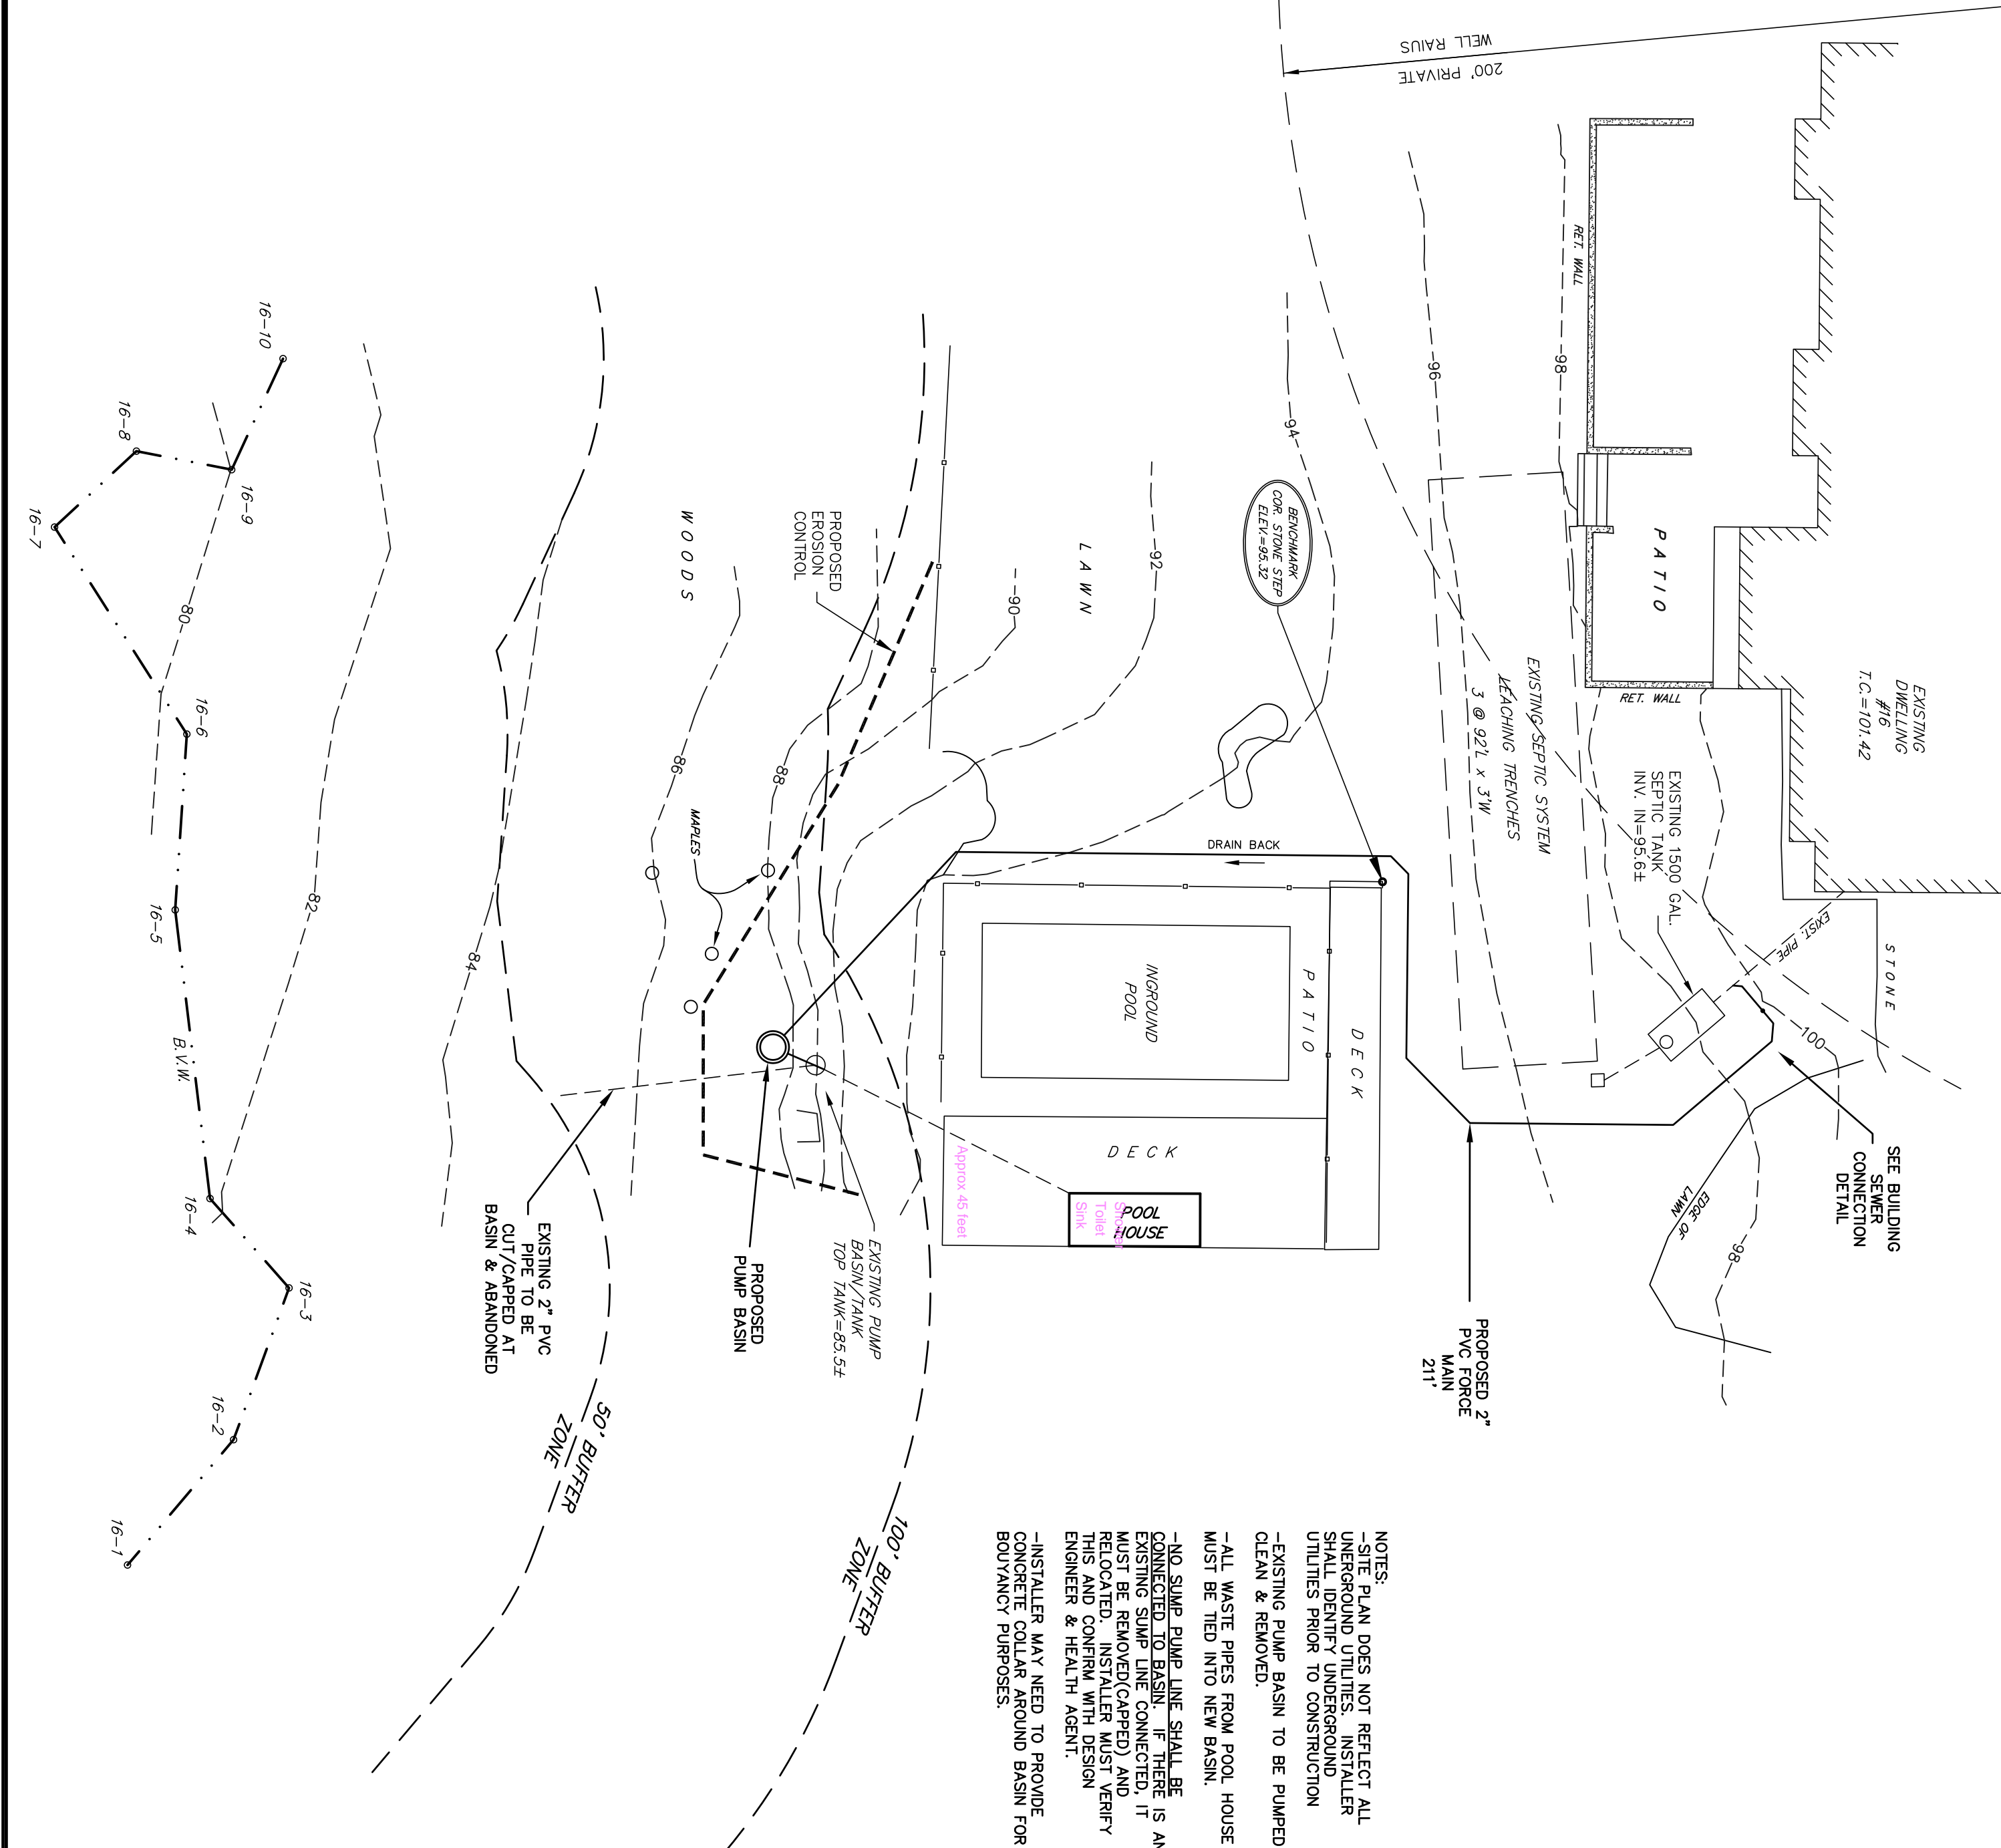 200' PRIVATE
WELL RAIUS
EXISTING
DWELLING
#16
T.C.=101.42
RET. WALL
PATIO
RET. WALL
98
96
94
92
90
88
86
84
82
80
BENCHMARK
COR. STONE STEP
ELEV.=95.32
EXISTING SEPTIC SYSTEM
LEACHING TRENCHES
3 @ 92'L x 3'W
EXISTING 1500 GAL.
SEPTIC TANK
INV. IN=95.6±
STONE
EXIST. PIPE
100
98
EDGE OF
LAWN
SEE BUILDING
SEWER
CONNECTION
DETAIL
PROPOSED 2"
PVC FORCE
MAIN
211'
LAWN
DRAIN BACK
INGROUND
POOL
PATIO
DECK
DECK
POOL
HOUSE
Shower
Toilet
Sink
Approx 45 feet
WOODS
PROPOSED
EROSION
CONTROL
MAPLES
EXISTING PUMP
BASIN/TANK
TOP TANK=85.5±
PROPOSED
PUMP BASIN
EXISTING 2" PVC
PIPE TO BE
CUT/CAPPED AT
BASIN & ABANDONED
100' BUFFER
ZONE
50' BUFFER
ZONE
B.V.W.
16-10
16-9
16-8
16-7
16-6
16-5
16-4
16-3
16-2
16-1
NOTES:
-SITE PLAN DOES NOT REFLECT ALL
UNERGROUND UTILITIES. INSTALLER
SHALL IDENTIFY UNDERGROUND
UTILITIES PRIOR TO CONSTRUCTION
-EXISTING PUMP BASIN TO BE PUMPED
CLEAN & REMOVED.
-ALL WASTE PIPES FROM POOL HOUSE
MUST BE TIED INTO NEW BASIN.
-NO SUMP PUMP LINE SHALL BE
CONNECTED TO BASIN. IF THERE IS AN
EXISTING SUMP LINE CONNECTED, IT
MUST BE REMOVED(CAPPED) AND
RELOCATED. INSTALLER MUST VERIFY
THIS AND CONFIRM WITH DESIGN
ENGINEER & HEALTH AGENT.
-INSTALLER MAY NEED TO PROVIDE
CONCRETE COLLAR AROUND BASIN FOR
BOUYANCY PURPOSES.